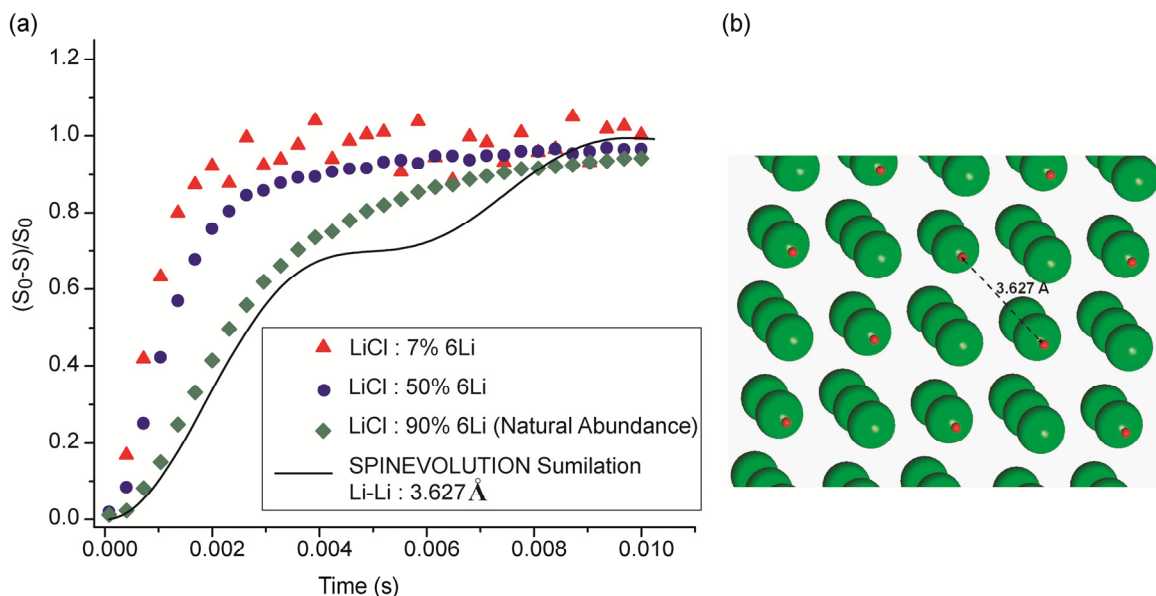 (a)
(b)
1.2
1.0
0.8
0.6
0.4
0.2
0.0
(S0-S)/S0
0.000
0.002
0.004
0.006
0.008
0.010
Time (s)
LiCl : 7% 6Li
LiCl : 50% 6Li
LiCl : 90% 6Li (Natural Abundance)
SPINEVOLUTION Sumilation
Li-Li : 3.627 Å
3.627 Å